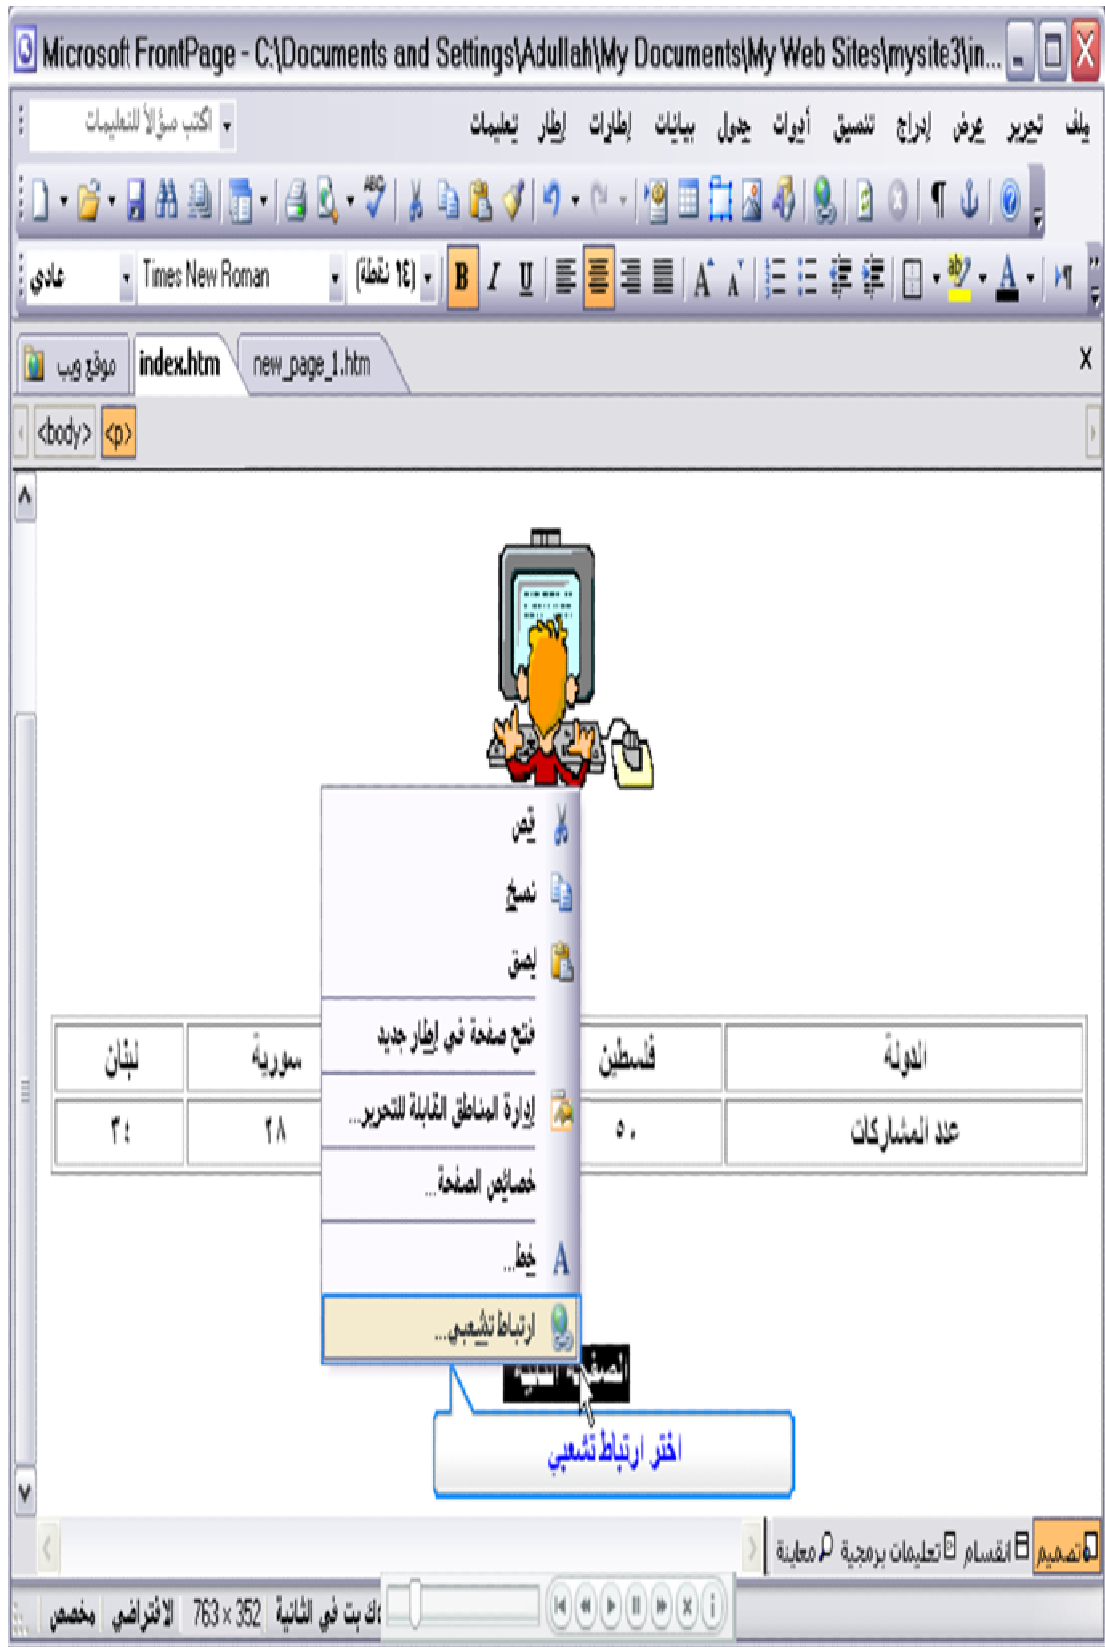 Microsoft FrontPage - C:\Documents and Settings\Adullah\My Documents\My Web Sites\mysite3\in...
ملف تحرير عرض إدراج تنسيق أدوات جدول بيانات إطارات إطار تعليمات اكتب سؤالاً للتعليمات
عادي Times New Roman (١٤ نقطة) B I U A A ab A
موقع ويب index.htm new_page_1.htm x
<body> <p>
قص
نسخ
لصق
فتح صفحة في إطار جديد
إدارة المناطق القابلة للتحرير...
خصائص الصفحة...
خط...
ارتباط تشعبي...
الدولة فلسطين سورية لبنان
عدد المشاركات ٥٠ ٢٨ ٣٤
اختر ارتباط تشعبي
تصميم انقسام تعليمات برمجية معاينة
بت في الثانية 763 × 352 الافتراضي مخصص